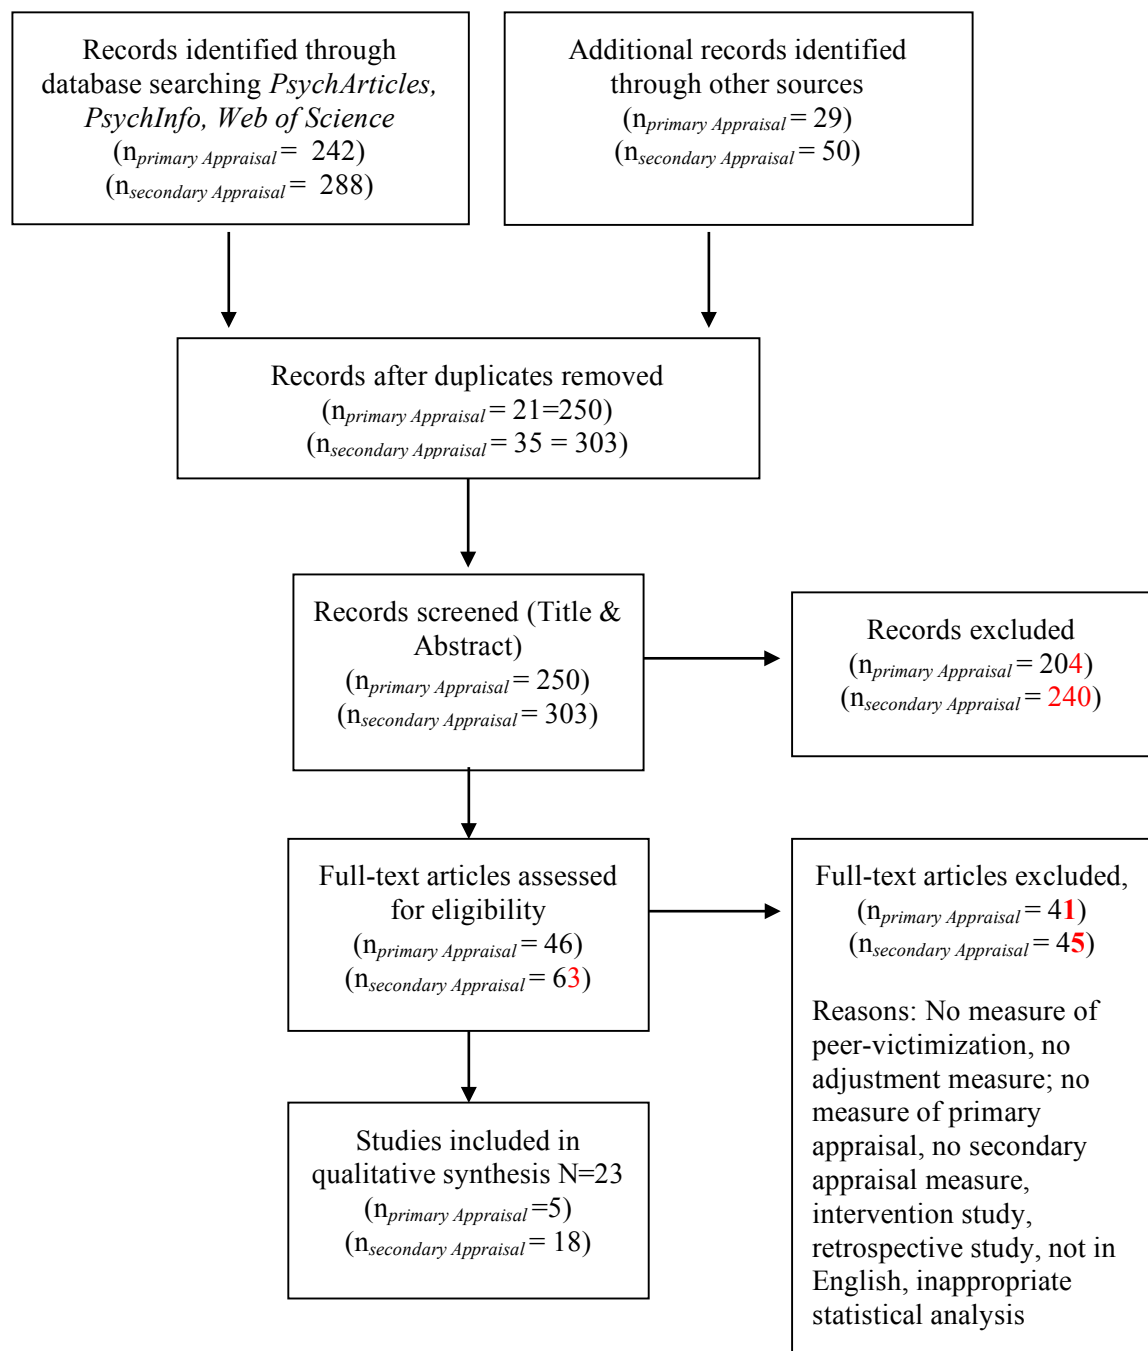 Records identified through
database searching PsychArticles,
PsychInfo, Web of Science
(nprimary Appraisal = 242)
(nsecondary Appraisal = 288)
Additional records identified
through other sources
(nprimary Appraisal = 29)
(nsecondary Appraisal = 50)
Records after duplicates removed
(nprimary Appraisal = 21=250)
(nsecondary Appraisal = 35 = 303)
Records screened (Title &
Abstract)
(nprimary Appraisal = 250)
(nsecondary Appraisal = 303)
Records excluded
(nprimary Appraisal = 204)
(nsecondary Appraisal = 240)
Full-text articles assessed
for eligibility
(nprimary Appraisal = 46)
(nsecondary Appraisal = 63)
Full-text articles excluded,
(nprimary Appraisal = 41)
(nsecondary Appraisal = 45)
Reasons: No measure of
peer-victimization, no
adjustment measure; no
measure of primary
appraisal, no secondary
appraisal measure,
intervention study,
retrospective study, not in
English, inappropriate
statistical analysis
Studies included in
qualitative synthesis N=23
(nprimary Appraisal =5)
(nsecondary Appraisal = 18)